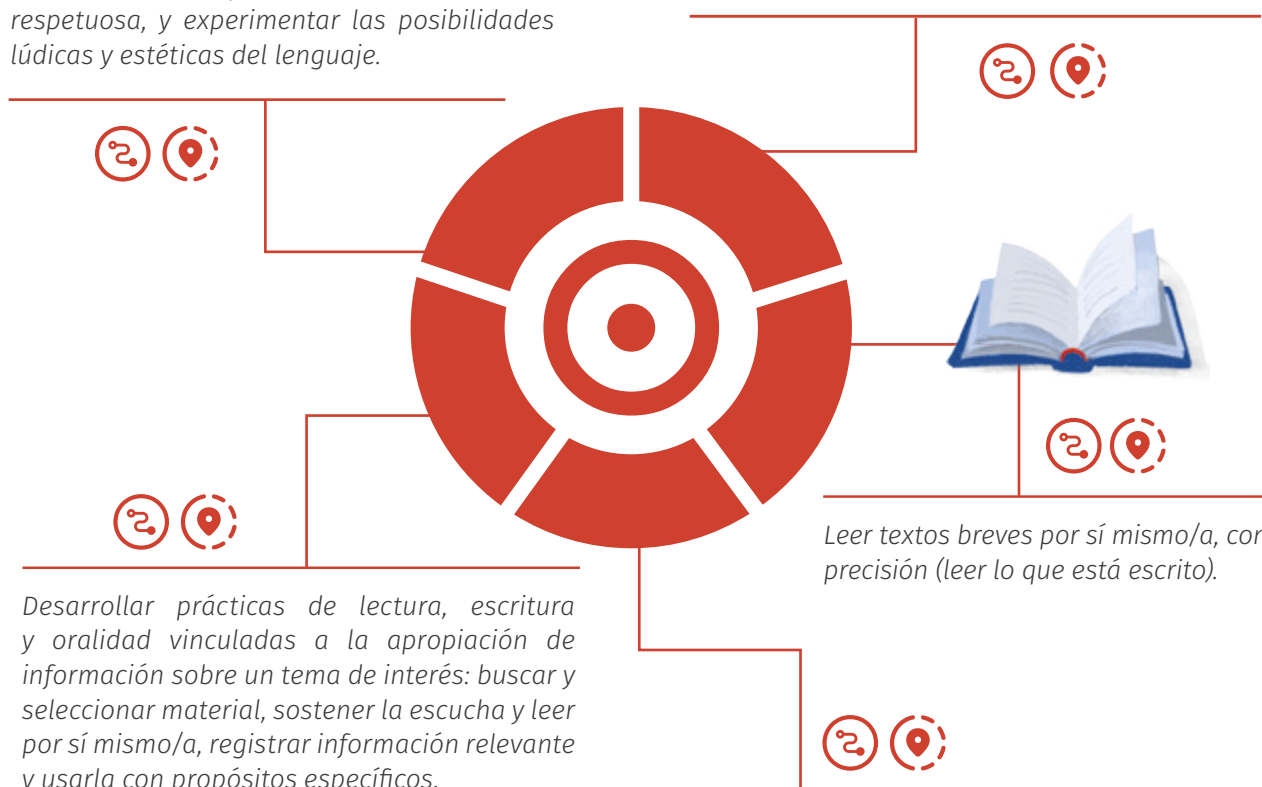 respetuosa, y experimentar las posibilidades
lúdicas y estéticas del lenguaje.
Leer textos breves por sí mismo/a, con
precisión (leer lo que está escrito).
Desarrollar prácticas de lectura, escritura
y oralidad vinculadas a la apropiación de
información sobre un tema de interés: buscar y
seleccionar material, sostener la escucha y leer
por sí mismo/a, registrar información relevante
y usarla con propósitos específicos.